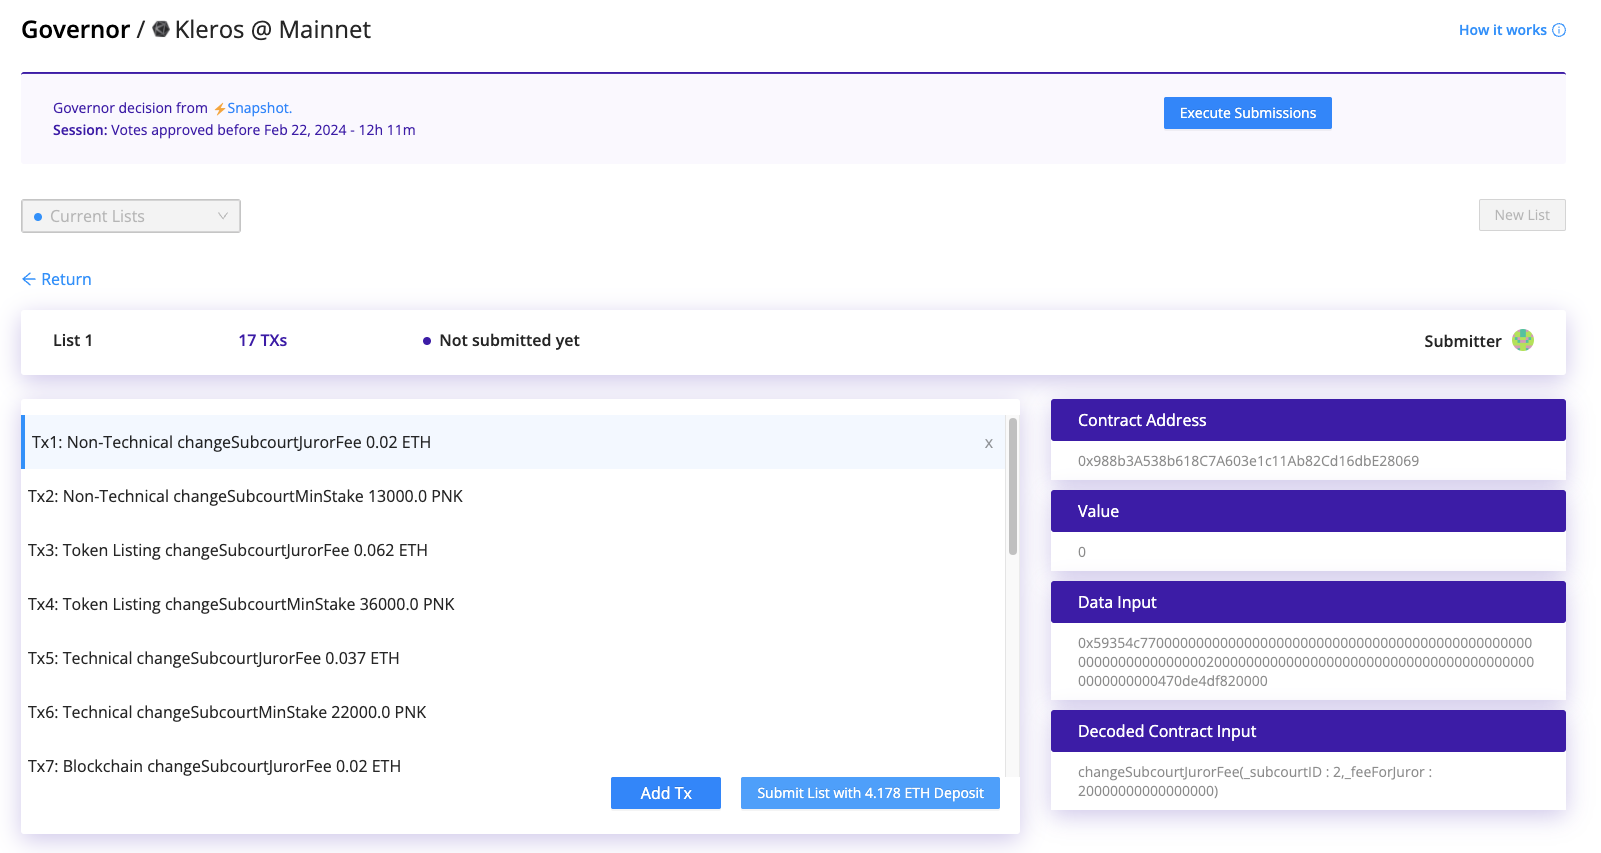 Governor / Kleros @ Mainnet
How it works
Governor decision from ⚡Snapshot.
Session: Votes approved before Feb 22, 2024 - 12h 11m
Execute Submissions
Current Lists
New List
← Return
List 1
17 TXs
Not submitted yet
Submitter
Tx1: Non-Technical changeSubcourtJurorFee 0.02 ETH
x
Tx2: Non-Technical changeSubcourtMinStake 13000.0 PNK
Tx3: Token Listing changeSubcourtJurorFee 0.062 ETH
Tx4: Token Listing changeSubcourtMinStake 36000.0 PNK
Tx5: Technical changeSubcourtJurorFee 0.037 ETH
Tx6: Technical changeSubcourtMinStake 22000.0 PNK
Tx7: Blockchain changeSubcourtJurorFee 0.02 ETH
Add Tx
Submit List with 4.178 ETH Deposit
Contract Address
0x988b3A538b618C7A603e1c11Ab82Cd16dbE28069
Value
0
Data Input
0x59354c7700000000000000000000000000000000000000000000000
000000000000000020000000000000000000000000000000000000000
0000000000470de4df820000
Decoded Contract Input
changeSubcourtJurorFee(_subcourtID : 2,_feeForJuror :
20000000000000000)